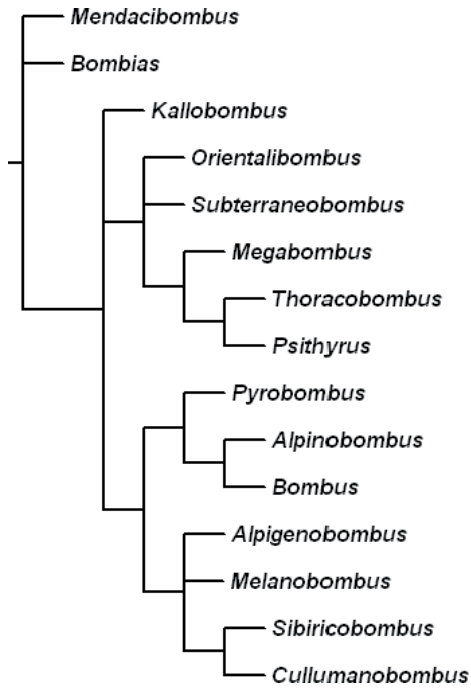 Mendacibombus
Bombias
Kallobombus
Orientalibombus
Subterraneobombus
Megabombus
Thoracobombus
Psithyrus
Pyrobombus
Alpinobombus
Bombus
Alpigenobombus
Melanobombus
Sibiricobombus
Cullumanobombus